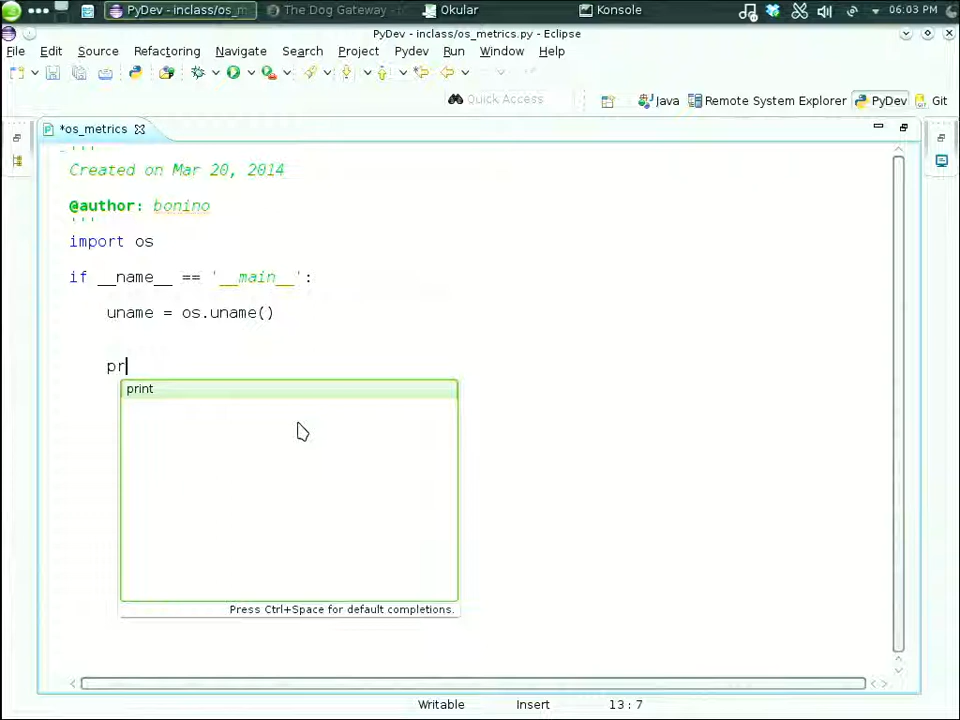 PyDev - inclass/os_m
The Dog Gateway -
Okular
Konsole
06:03 PM
PyDev - inclass/os_metrics.py - Eclipse
File Edit Source Refactoring Navigate Search Project Pydev Run Window Help
Quick Access
Java
Remote System Explorer
PyDev
Git
*os_metrics
'''
Created on Mar 20, 2014
@author: bonino
'''
import os
if __name__ == '__main__':
uname = os.uname()
pr
print
Press Ctrl+Space for default completions.
Writable
Insert
13 : 7